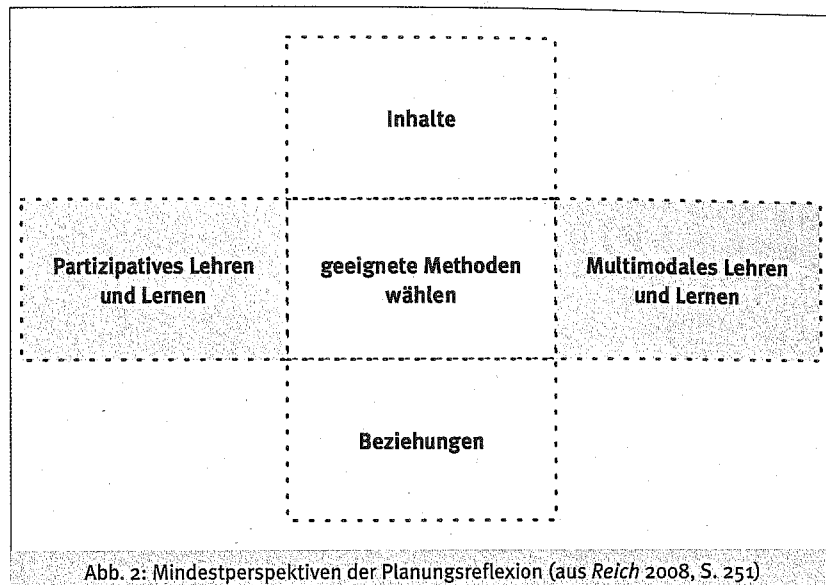 Inhalte
Partizipatives Lehren
und Lernen
geeignete Methoden
wählen
Multimodales Lehren
und Lernen
Beziehungen
Abb. 2: Mindestperspektiven der Planungsreflexion (aus Reich 2008, S. 251)